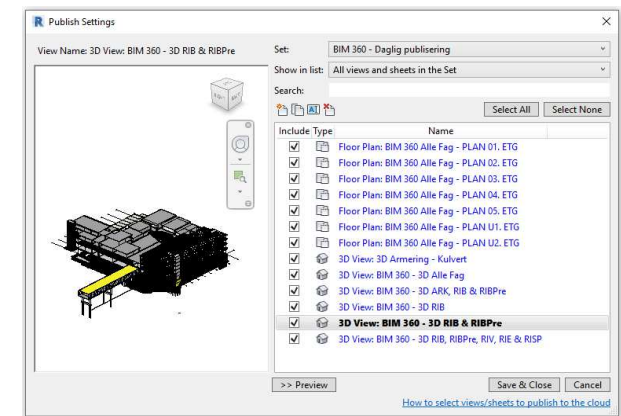 R Publish Settings
View Name: 3D View: BIM 360 - 3D RIB & RIBPre
Set: BIM 360 - Daglig publisering
Show in list: All views and sheets in the Set
Search:
Select All Select None
Include Type Name
Floor Plan: BIM 360 Alle Fag - PLAN 01. ETG
Floor Plan: BIM 360 Alle Fag - PLAN 02. ETG
Floor Plan: BIM 360 Alle Fag - PLAN 03. ETG
Floor Plan: BIM 360 Alle Fag - PLAN 04. ETG
Floor Plan: BIM 360 Alle Fag - PLAN 05. ETG
Floor Plan: BIM 360 Alle Fag - PLAN U1. ETG
Floor Plan: BIM 360 Alle Fag - PLAN U2. ETG
3D View: 3D Armering - Kulvert
3D View: BIM 360 - 3D Alle Fag
3D View: BIM 360 - 3D ARK, RIB & RIBPre
3D View: BIM 360 - 3D RIB
3D View: BIM 360 - 3D RIB & RIBPre
3D View: BIM 360 - 3D RIB, RIBPre, RIV, RIE & RISP
>> Preview Save & Close Cancel
How to select views/sheets to publish to the cloud